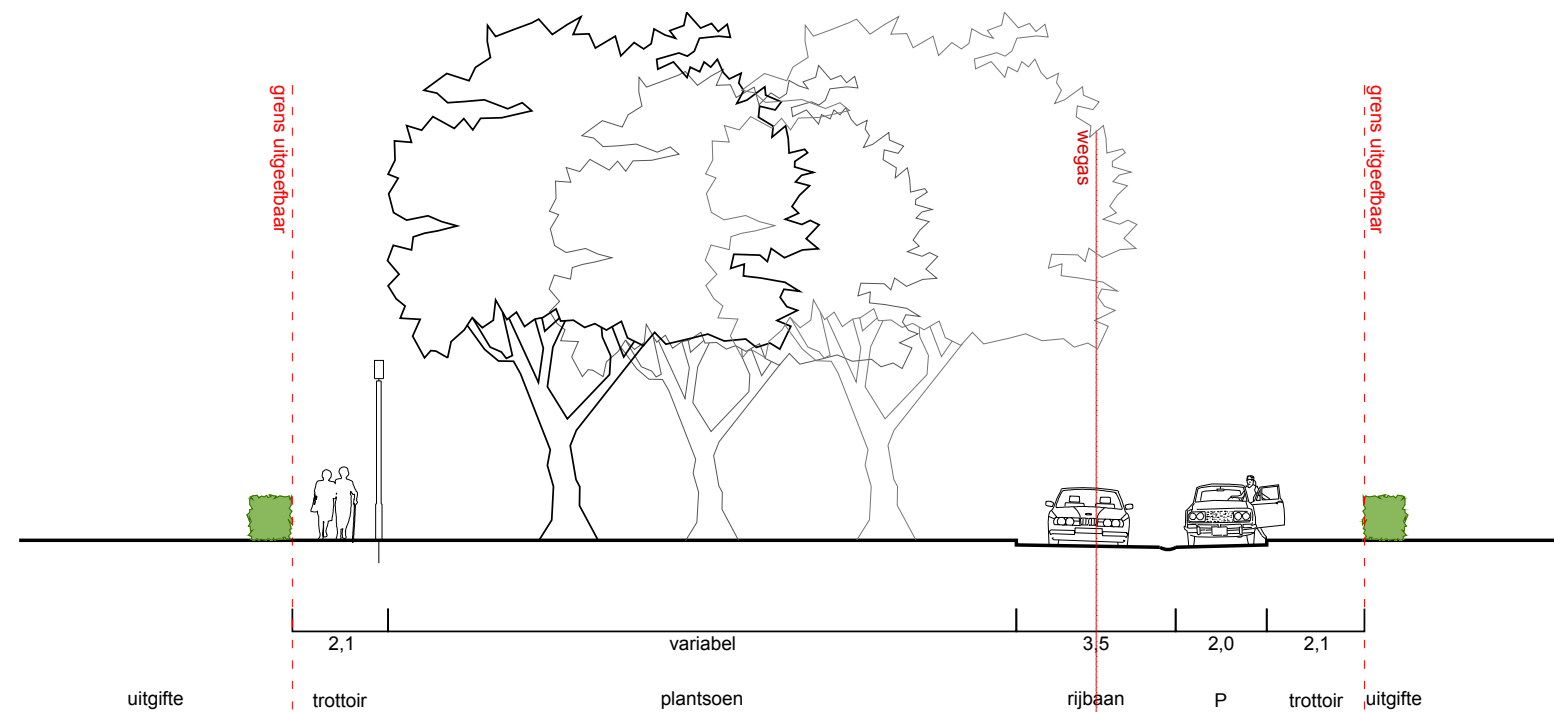 grens uitgeefbaar
wegas
grens uitgeefbaar
2,1
variabel
3,5
2,0
2,1
uitgifte
trottoir
plantsoen
rijbaan
P
trottoir
uitgifte